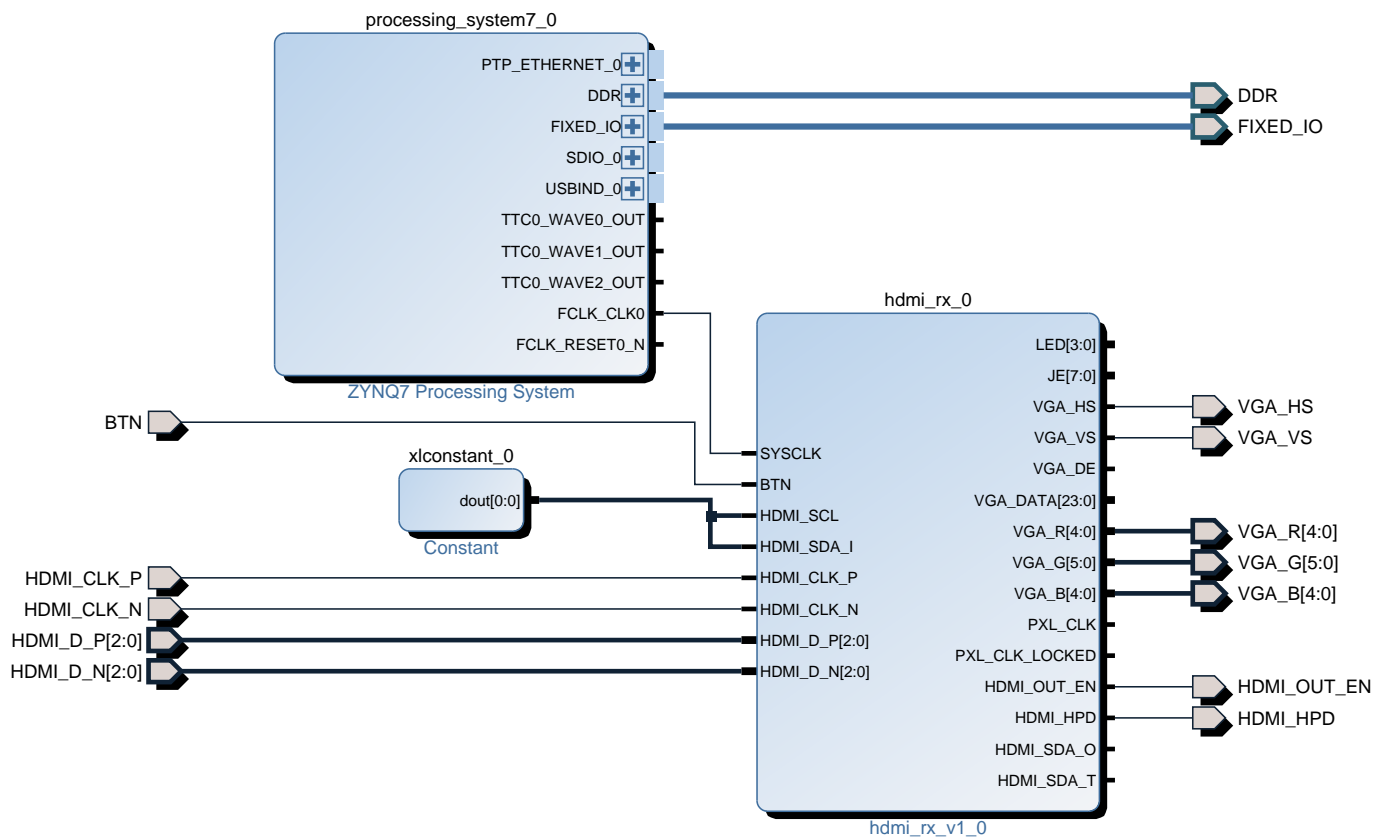 processing_system7_0
PTP_ETHERNET_0
DDR
FIXED_IO
SDIO_0
USBIND_0
TTC0_WAVE0_OUT
TTC0_WAVE1_OUT
TTC0_WAVE2_OUT
FCLK_CLK0
FCLK_RESET0_N
ZYNQ7 Processing System
DDR
FIXED_IO
BTN
xlconstant_0
dout[0:0]
Constant
HDMI_CLK_P
HDMI_CLK_N
HDMI_D_P[2:0]
HDMI_D_N[2:0]
hdmi_rx_0
SYSCLK
BTN
HDMI_SCL
HDMI_SDA_I
HDMI_CLK_P
HDMI_CLK_N
HDMI_D_P[2:0]
HDMI_D_N[2:0]
LED[3:0]
JE[7:0]
VGA_HS
VGA_VS
VGA_DE
VGA_DATA[23:0]
VGA_R[4:0]
VGA_G[5:0]
VGA_B[4:0]
PXL_CLK
PXL_CLK_LOCKED
HDMI_OUT_EN
HDMI_HPD
HDMI_SDA_O
HDMI_SDA_T
hdmi_rx_v1_0
VGA_HS
VGA_VS
VGA_R[4:0]
VGA_G[5:0]
VGA_B[4:0]
HDMI_OUT_EN
HDMI_HPD